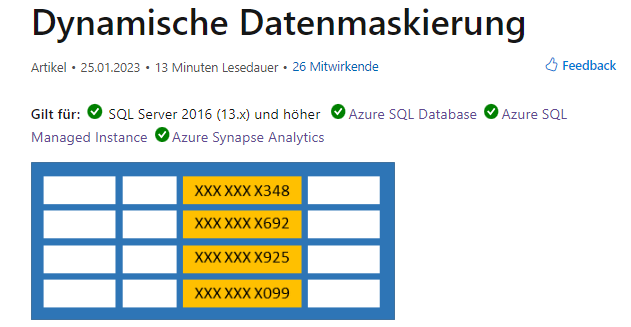 Dynamische Datenmaskierung
Artikel • 25.01.2023 • 13 Minuten Lesedauer • 26 Mitwirkende
Feedback
Gilt für: SQL Server 2016 (13.x) und höher Azure SQL Database Azure SQL
Managed Instance Azure Synapse Analytics
XXX XXX X348
XXX XXX X692
XXX XXX X925
XXX XXX X099